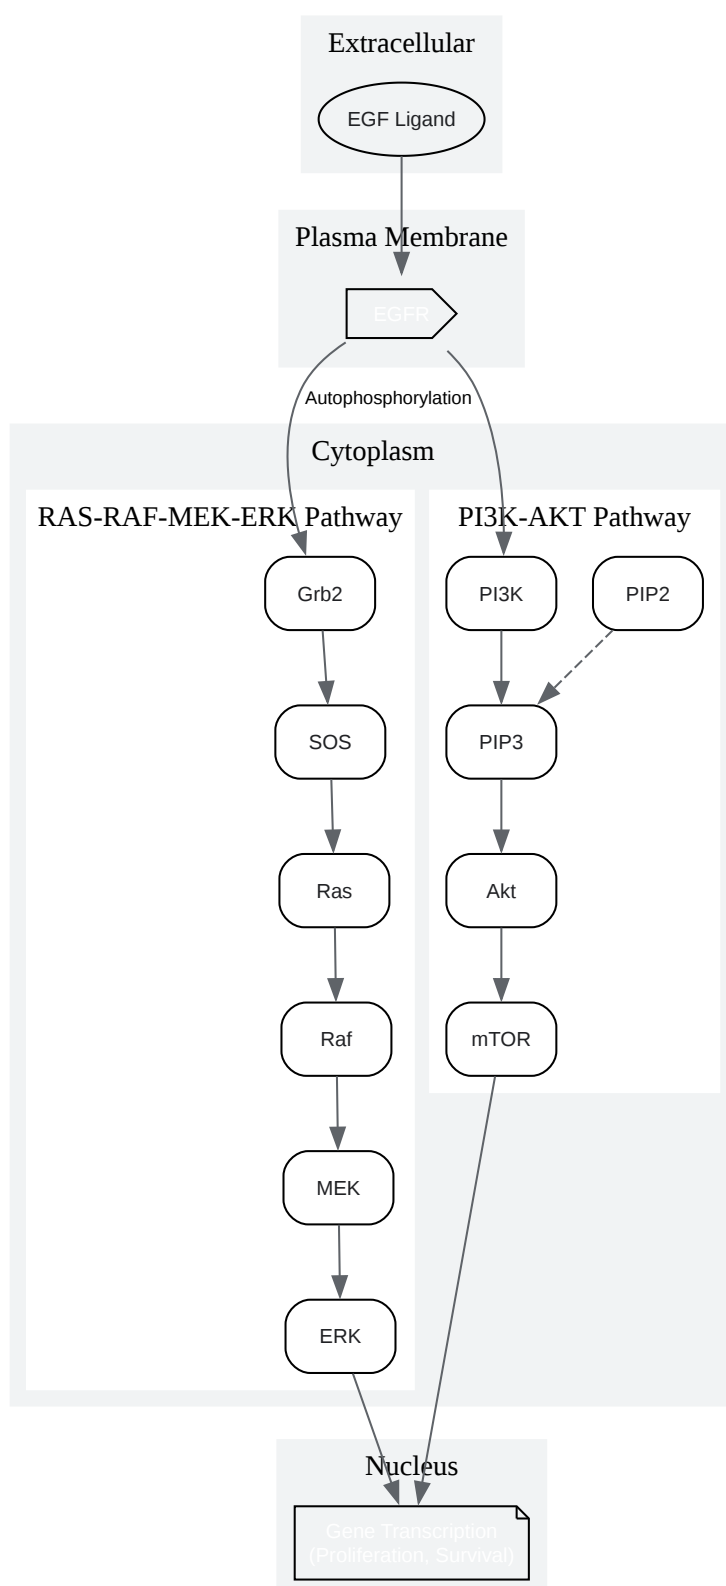 Extracellular
EGF Ligand
Plasma Membrane
EGFR
Autophosphorylation
Cytoplasm
RAS-RAF-MEK-ERK Pathway
PI3K-AKT Pathway
Grb2
PI3K
PIP2
SOS
PIP3
Ras
Akt
Raf
mTOR
MEK
ERK
Nucleus
Gene Transcription
(Proliferation, Survival)